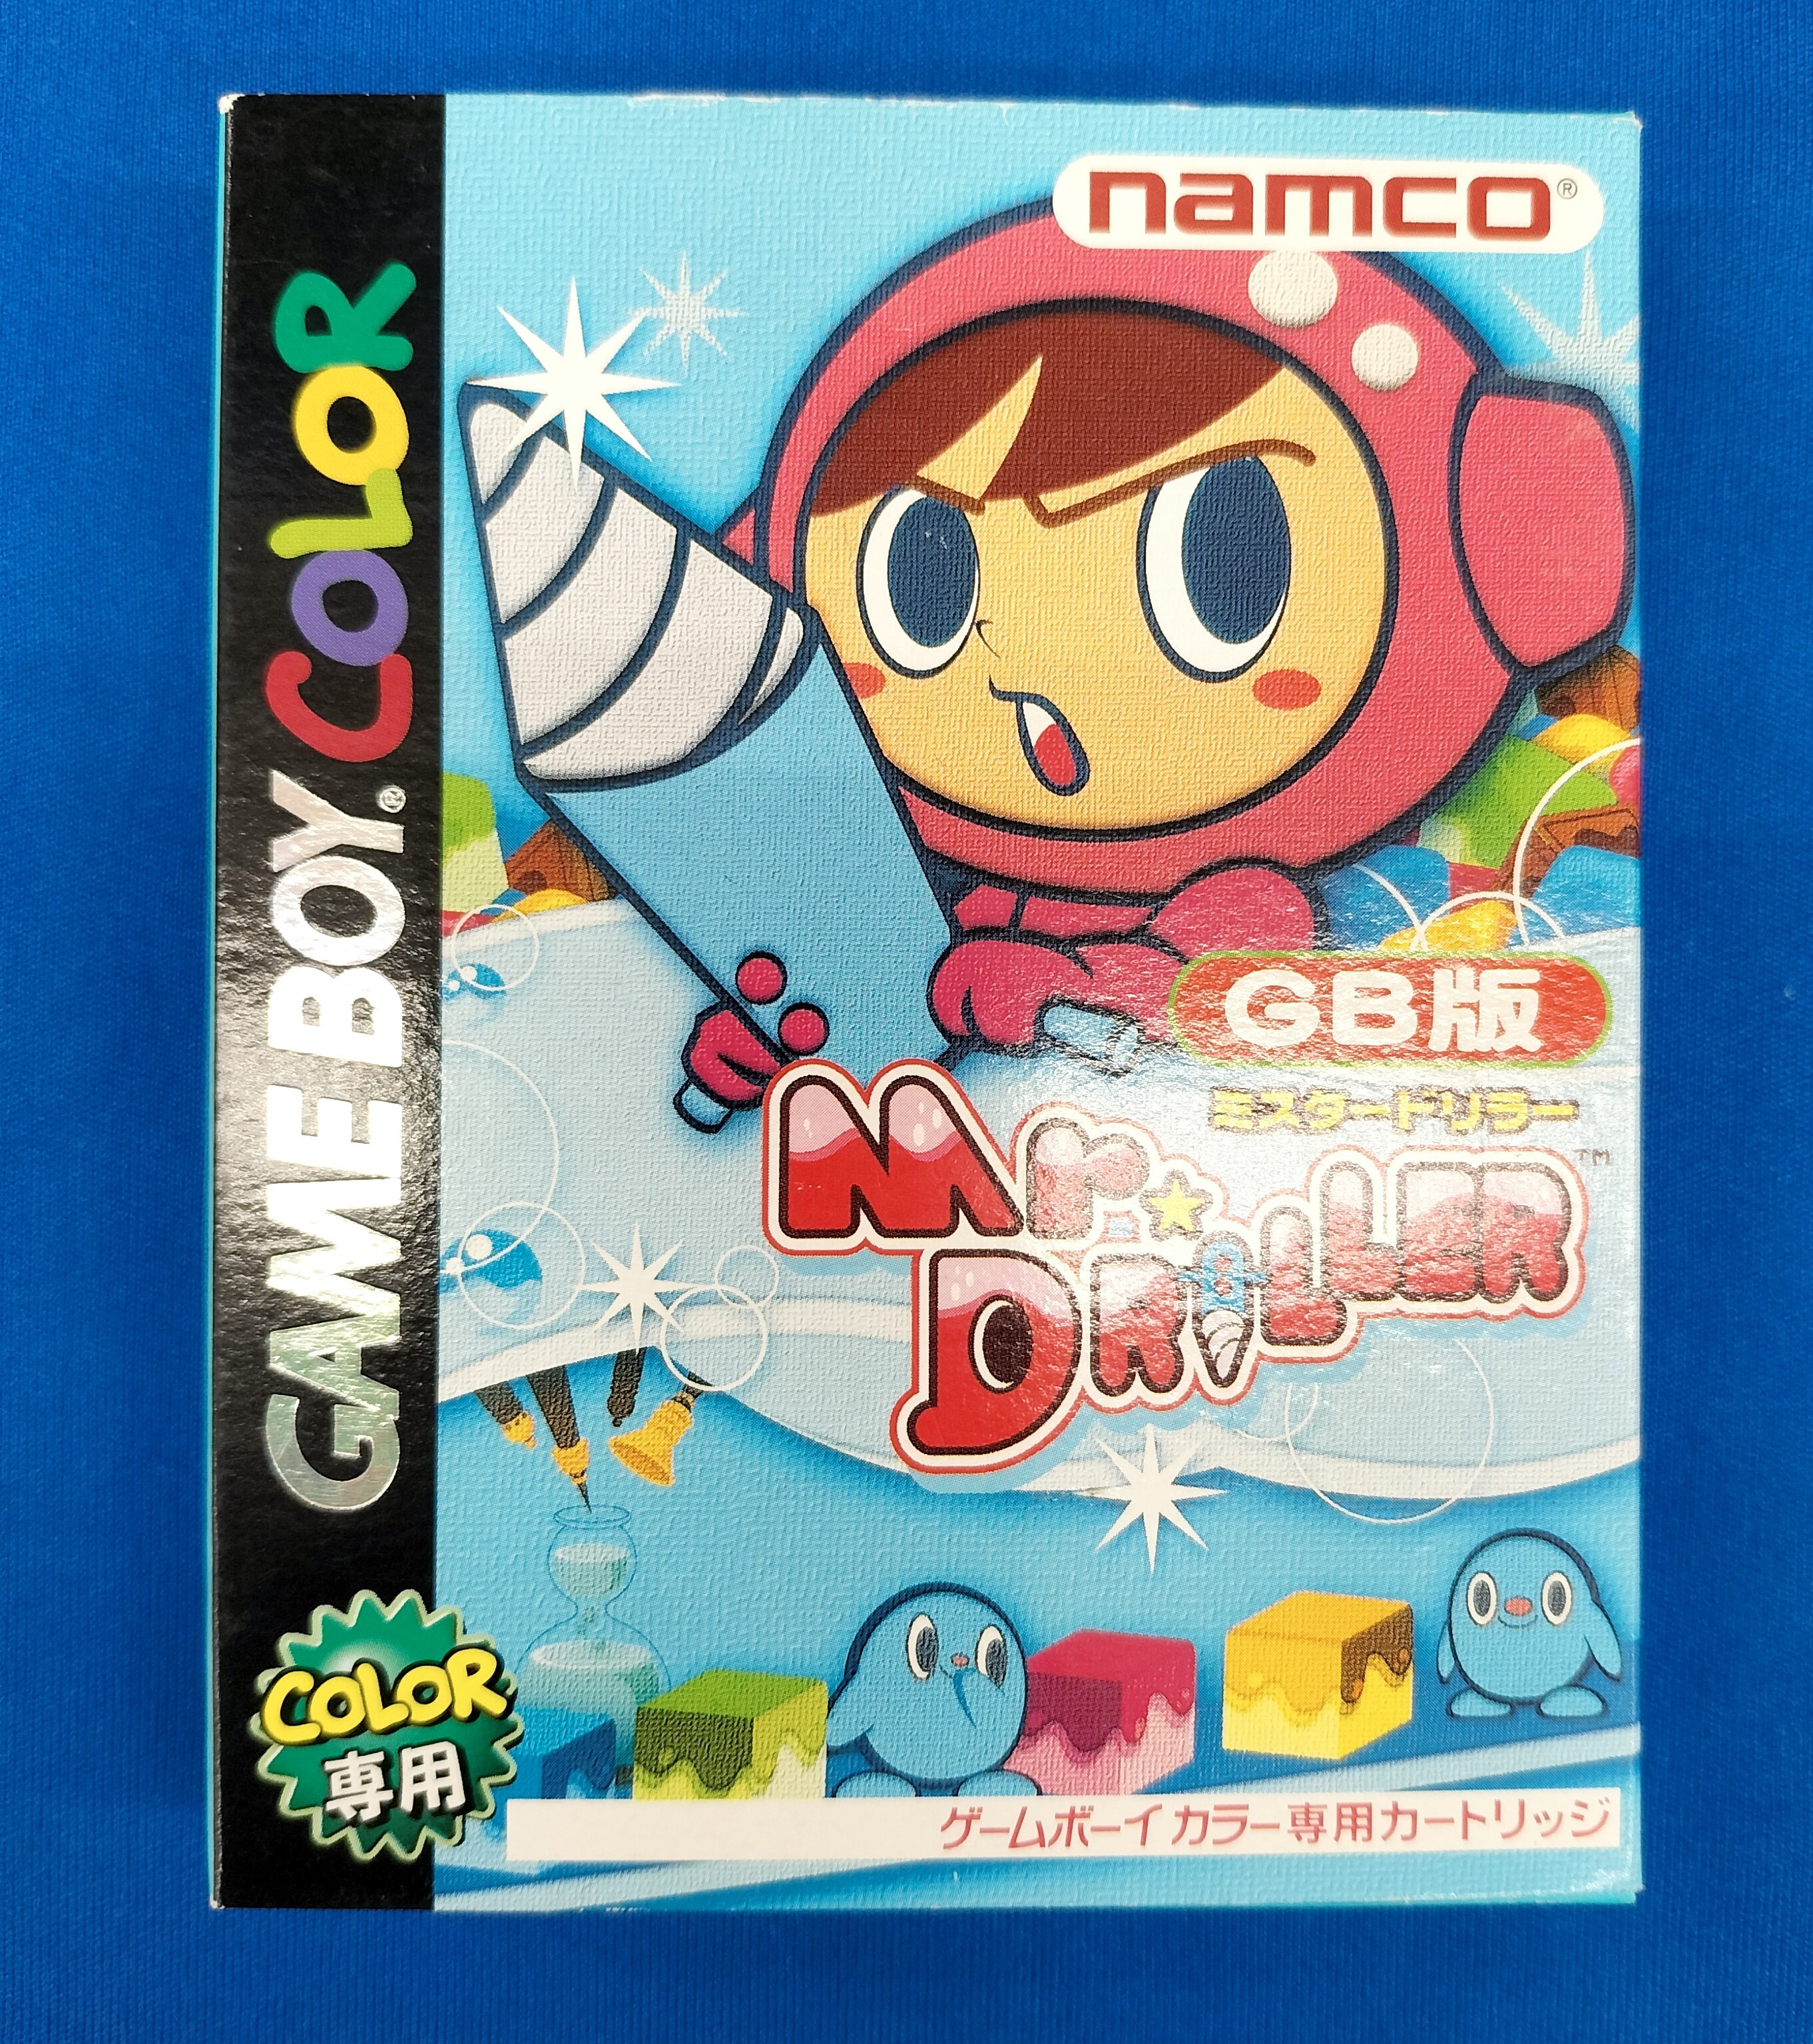 namco®
GAME BOY® COLOR
GB版
ミスタードリラー
Mr. DRILLER™
COLOR
専用
ゲームボーイカラー専用カートリッジ